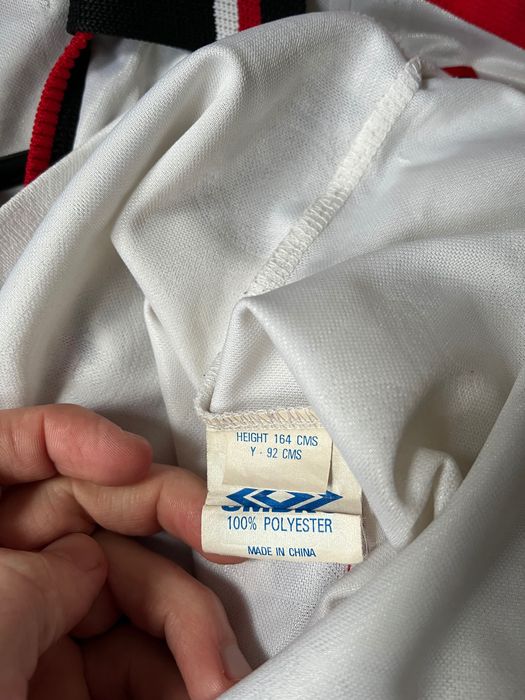 HEIGHT 164 CMS
Y - 92 CMS
100% POLYESTER
MADE IN CHINA